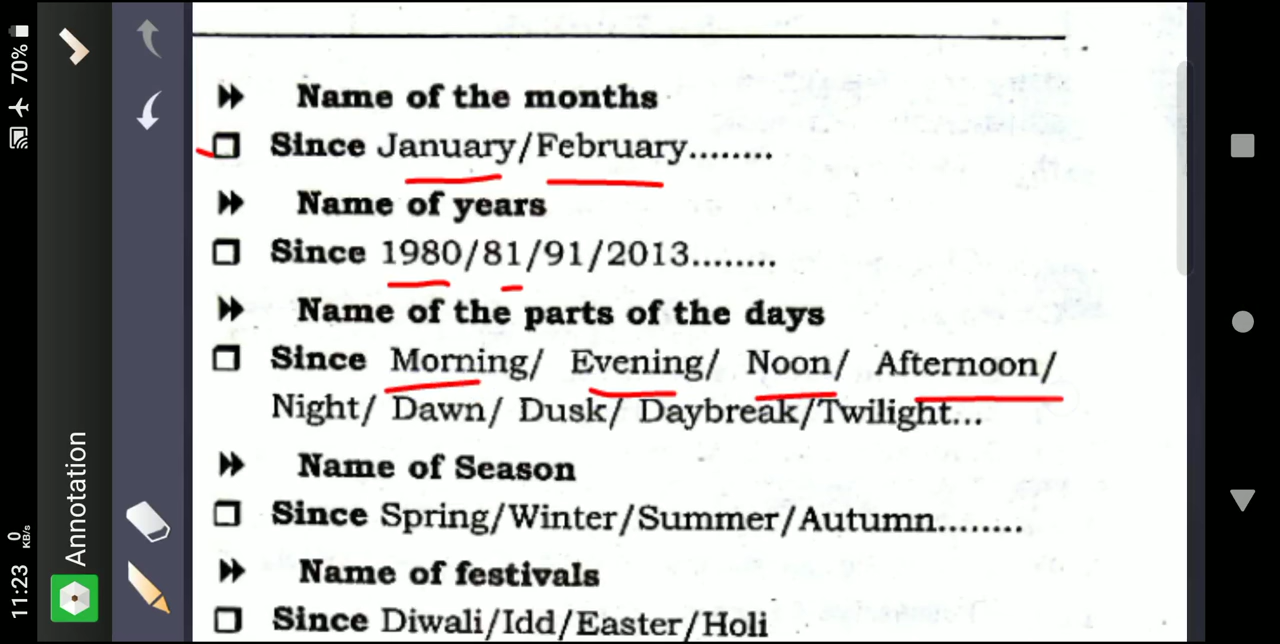 Name of the months
Since January/February........
Name of years
Since 1980/81/91/2013........
Name of the parts of the days
Since Morning/ Evening/ Noon/ Afternoon/
Night/ Dawn/ Dusk/ Daybreak/Twilight...
Name of Season
Since Spring/Winter/Summer/Autumn........
Name of festivals
Since Diwali/Idd/Easter/Holi
11:23 0 KB/s 70%
Annotation